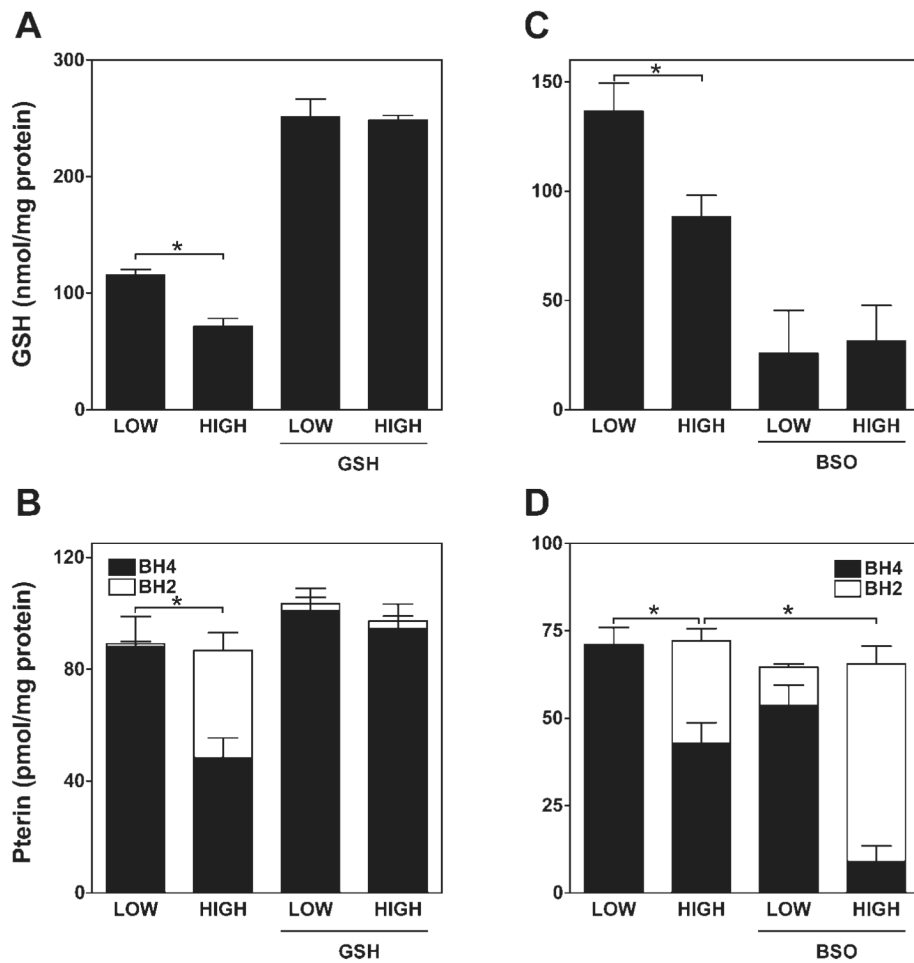 A
GSH (nmol/mg protein)
300
200
100
0
*
LOW HIGH LOW HIGH
GSH
C
150
100
50
0
*
LOW HIGH LOW HIGH
BSO
B
Pterin (pmol/mg protein)
120
80
40
0
BH4
BH2
*
LOW HIGH LOW HIGH
GSH
D
100
75
50
25
0
BH4
BH2
* *
LOW HIGH LOW HIGH
BSO